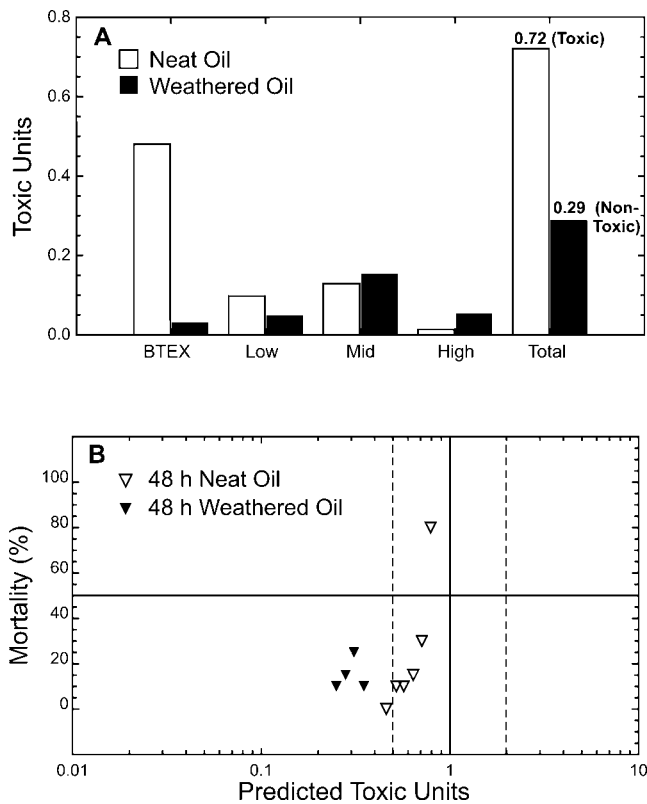 A
Neat Oil
Weathered Oil
0.72 (Toxic)
0.29 (Non-
Toxic)
Toxic Units
0.8
0.6
0.4
0.2
0.0
BTEX Low Mid High Total
B
48 h Neat Oil
48 h Weathered Oil
Mortality (%)
100
80
60
40
20
0
0.01 0.1 1 10
Predicted Toxic Units